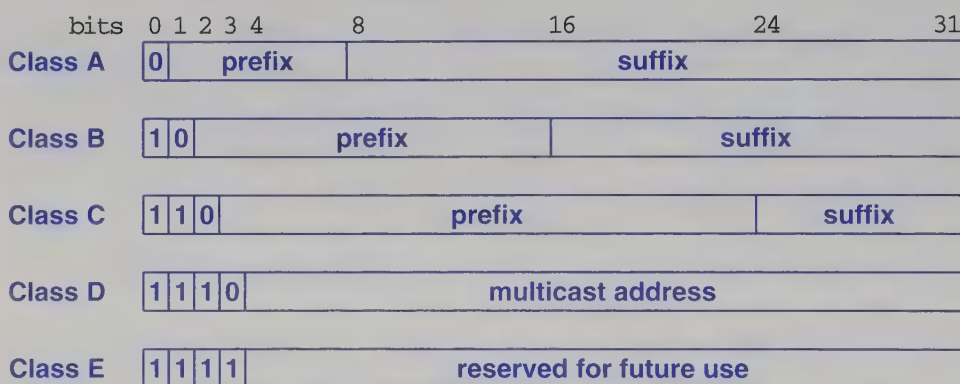 bits 0 1 2 3 4 8 16 24 31
Class A 0 prefix suffix
Class B 1 0 prefix suffix
Class C 1 1 0 prefix suffix
Class D 1 1 1 0 multicast address
Class E 1 1 1 1 reserved for future use